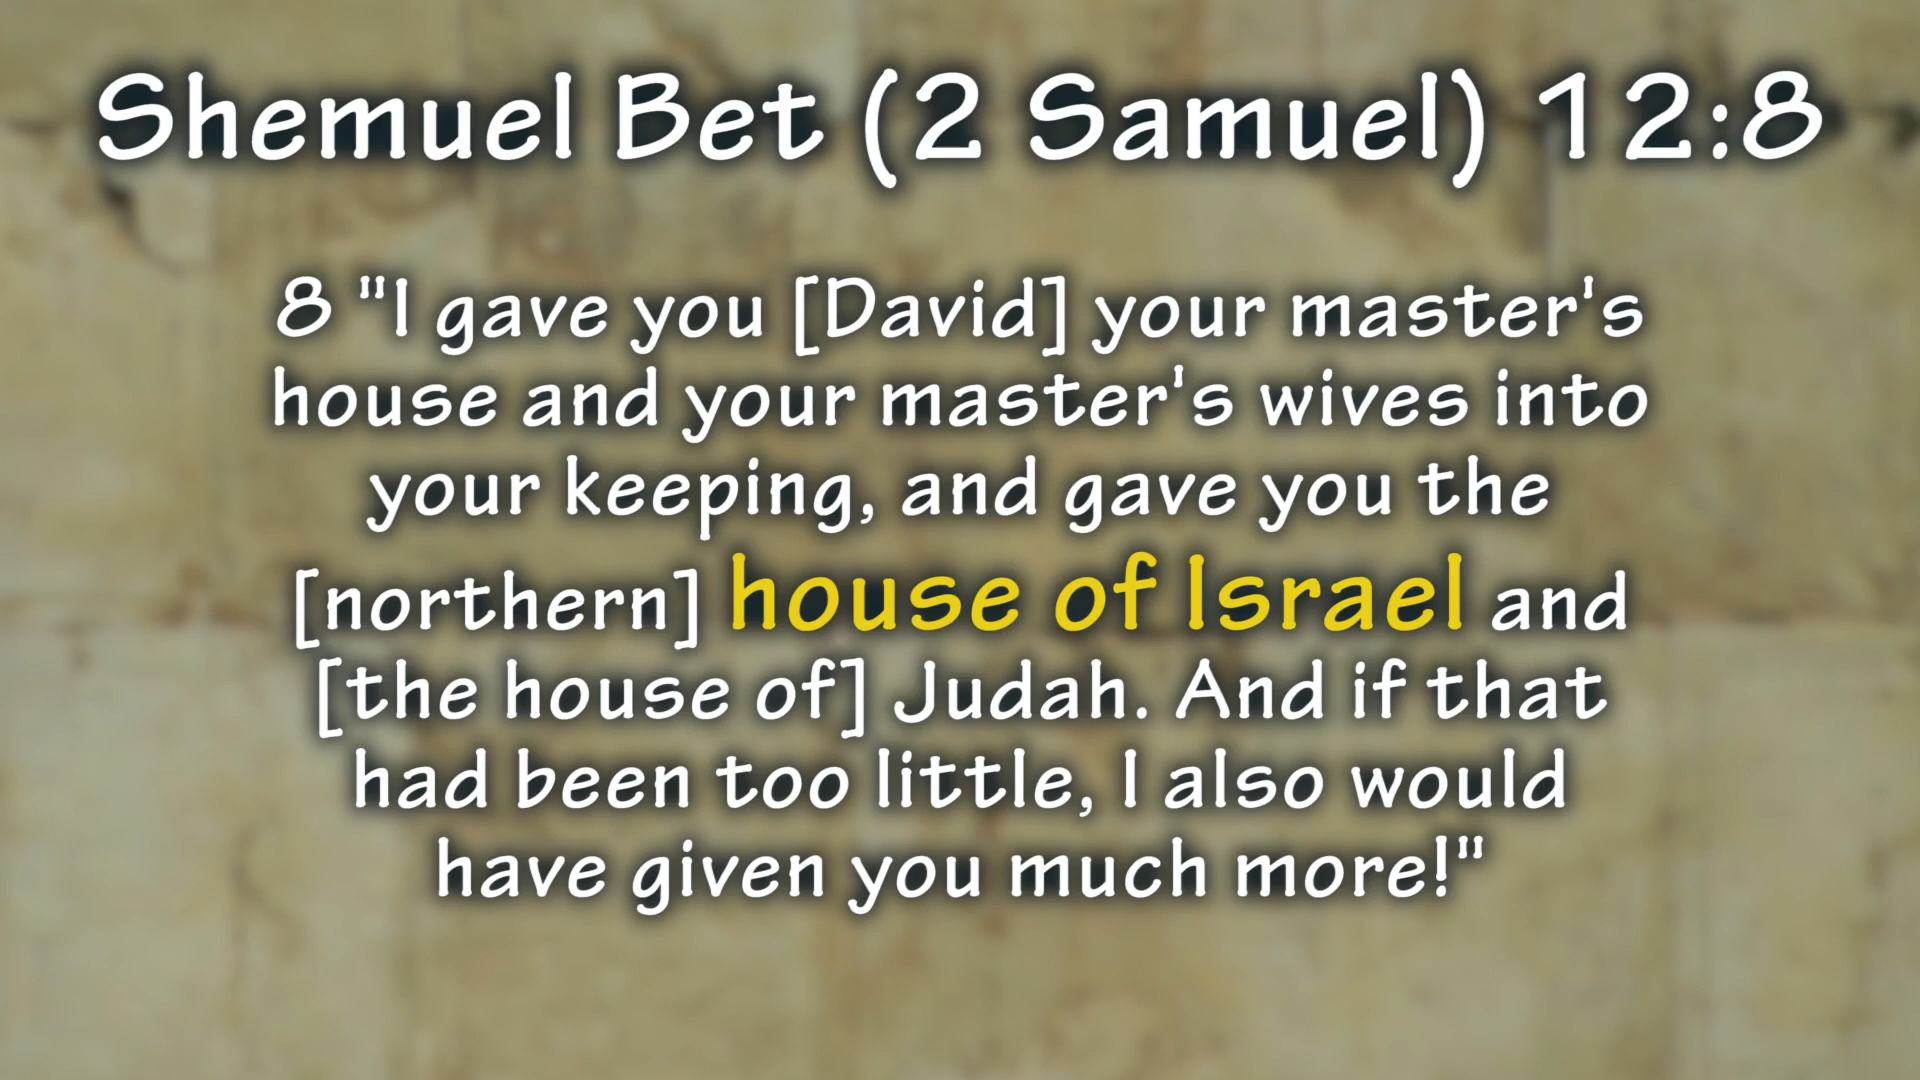 Shemuel Bet (2 Samuel) 12:8
8 "I gave you [David] your master's
house and your master's wives into
your keeping, and gave you the
[northern] house of Israel and
[the house of] Judah. And if that
had been too little, I also would
have given you much more!"